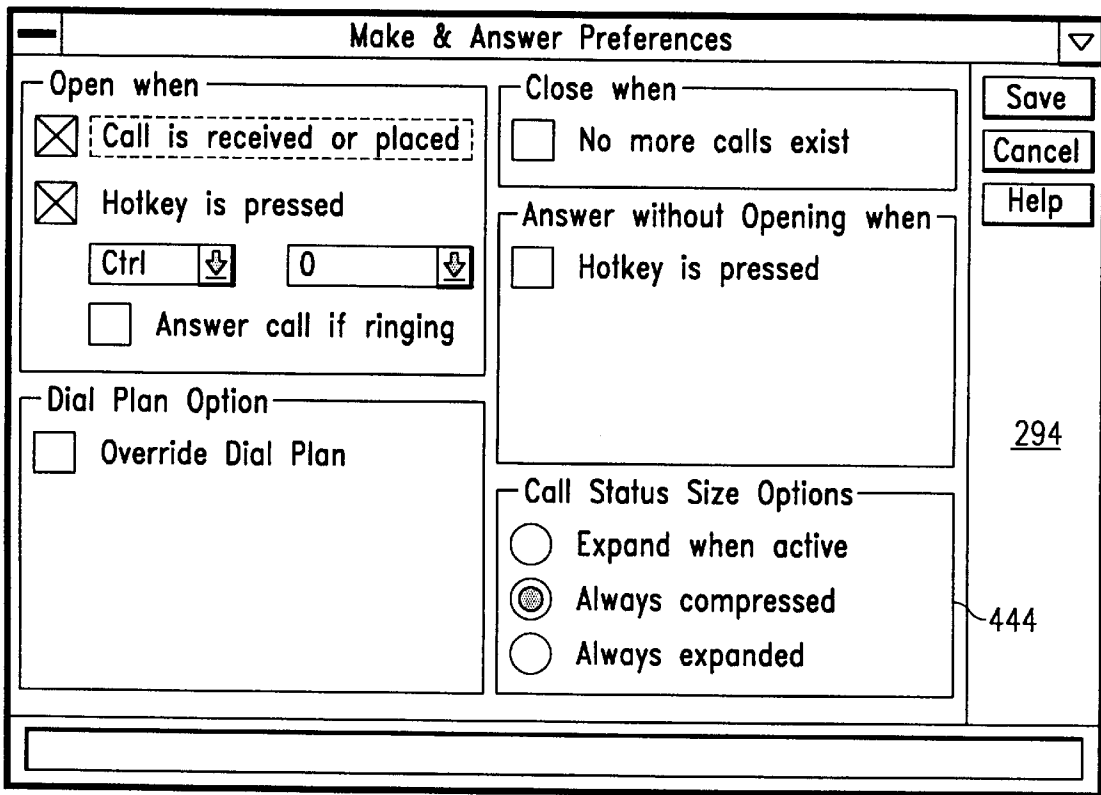 Make & Answer Preferences
Open when
Call is received or placed
Hotkey is pressed
Ctrl
0
Answer call if ringing
Dial Plan Option
Override Dial Plan
Close when
No more calls exist
Answer without Opening when
Hotkey is pressed
Call Status Size Options
Expand when active
Always compressed
Always expanded
Save
Cancel
Help
294
444